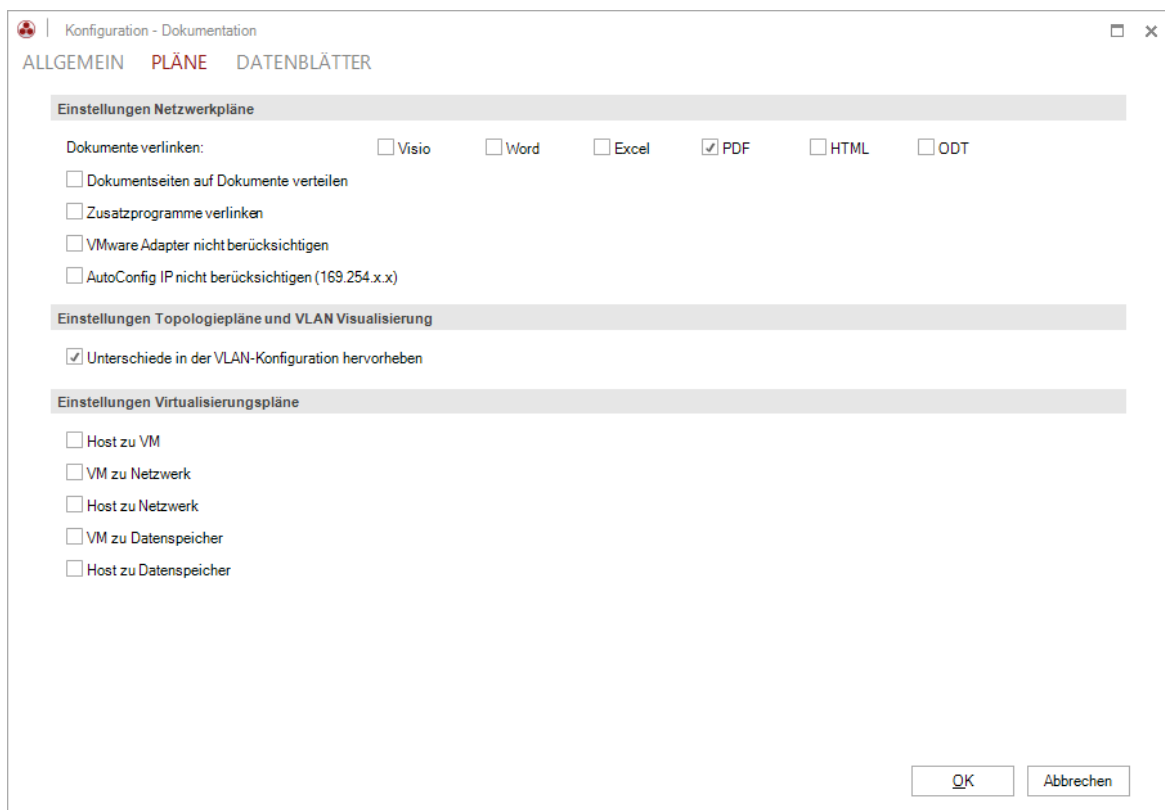 Konfiguration - Dokumentation
ALLGEMEIN PLÄNE DATENBLÄTTER
Einstellungen Netzwerkpläne
Dokumente verlinken: Visio Word Excel PDF HTML ODT
Dokumentseiten auf Dokumente verteilen
Zusatzprogramme verlinken
VMware Adapter nicht berücksichtigen
AutoConfig IP nicht berücksichtigen (169.254.x.x)
Einstellungen Topologiepläne und VLAN Visualisierung
Unterschiede in der VLAN-Konfiguration hervorheben
Einstellungen Virtualisierungspläne
Host zu VM
VM zu Netzwerk
Host zu Netzwerk
VM zu Datenspeicher
Host zu Datenspeicher
OK Abbrechen